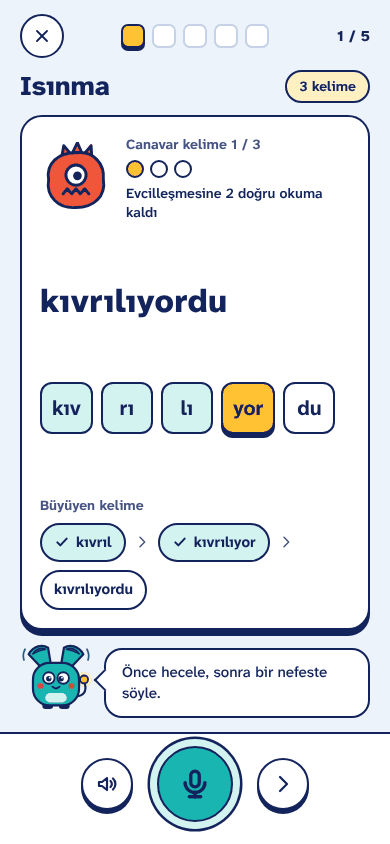 1 / 5
Isınma
3 kelime
Canavar kelime 1 / 3
Evcilleşmesine 2 doğru okuma
kaldı
kıvrılıyordu
kıv rı lı yor du
Büyüyen kelime
kıvrıl kıvrılıyor
kıvrılıyordu
Önce hecele, sonra bir nefeste
söyle.